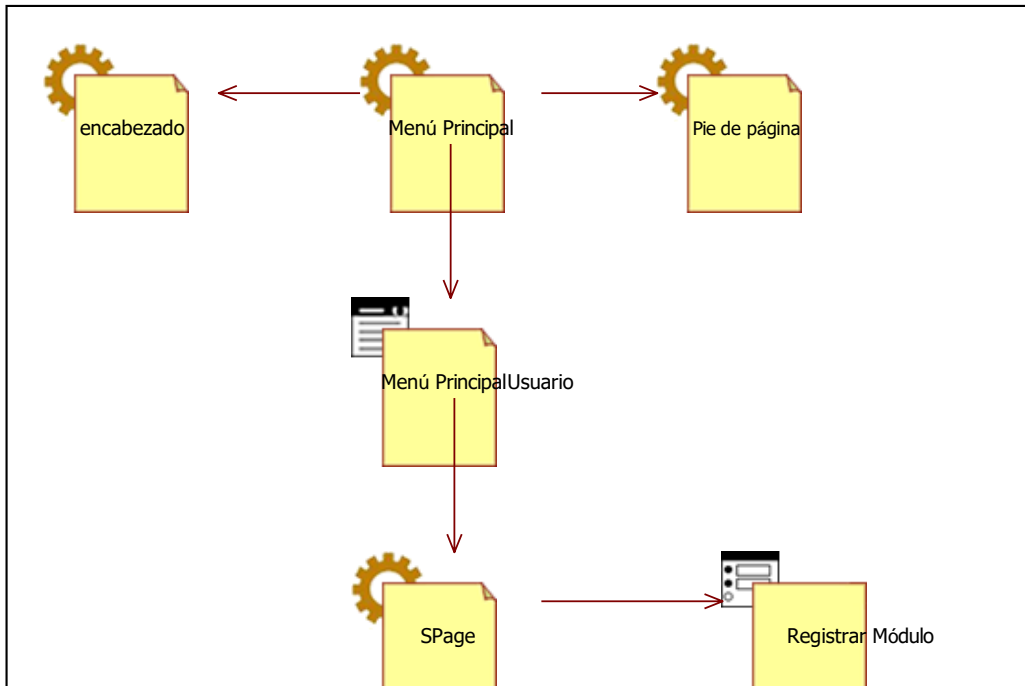 encabezado
Menú Principal
Pie de página
Menú PrincipalUsuario
SPage
Registrar Módulo